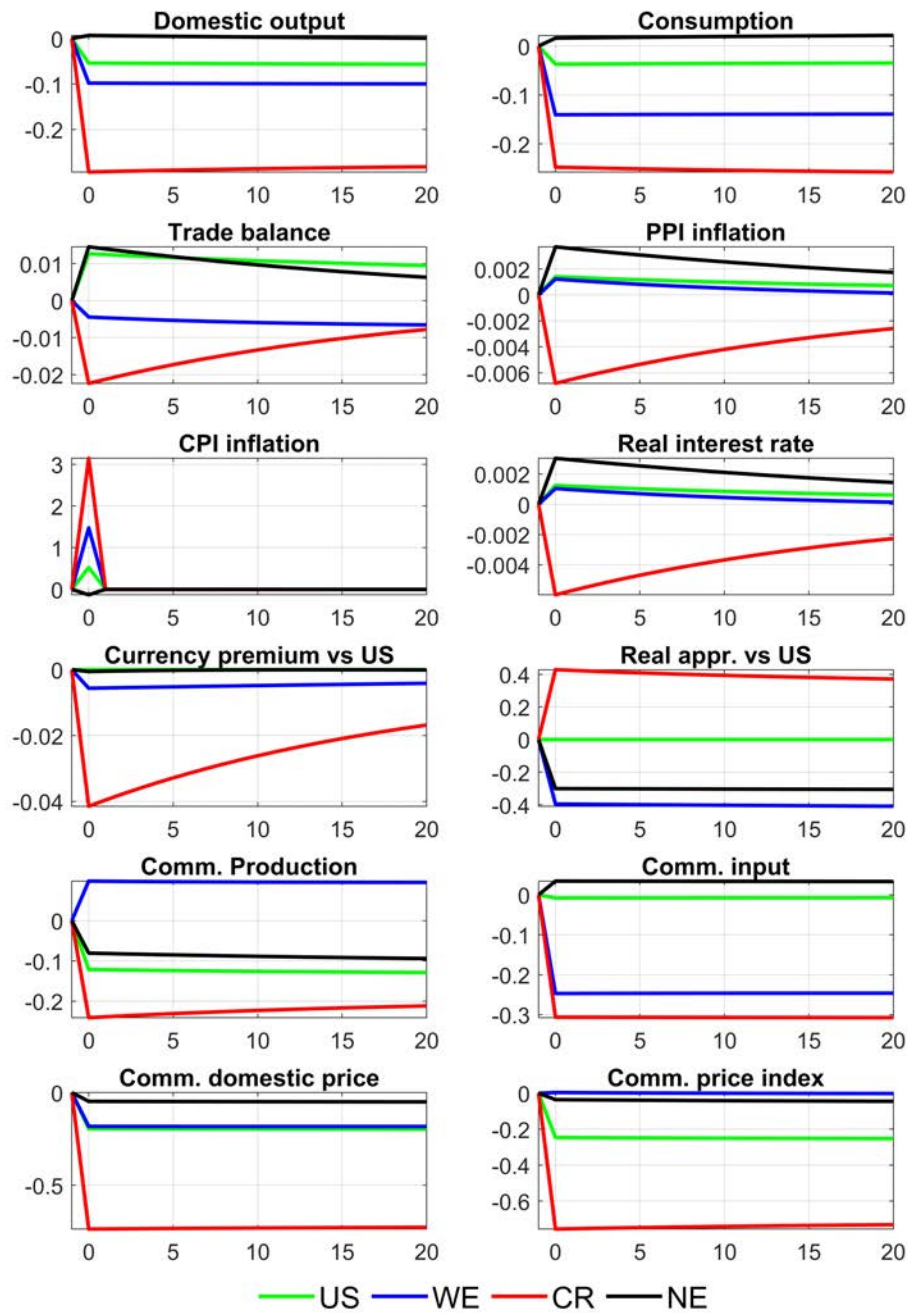 Domestic output
Consumption
0
-0.1
-0.2
0 5 10 15 20
0
-0.1
-0.2
0 5 10 15 20
Trade balance
PPI inflation
0.01
0
-0.01
-0.02
0 5 10 15 20
0.002
0
-0.002
-0.004
-0.006
0 5 10 15 20
CPI inflation
Real interest rate
3
2
1
0
0 5 10 15 20
0.002
0
-0.002
-0.004
0 5 10 15 20
Currency premium vs US
Real appr. vs US
0
-0.02
-0.04
0 5 10 15 20
0.4
0.2
0
-0.2
-0.4
0 5 10 15 20
Comm. Production
Comm. input
0
-0.1
-0.2
0 5 10 15 20
0
-0.1
-0.2
-0.3
0 5 10 15 20
Comm. domestic price
Comm. price index
0
-0.5
0 5 10 15 20
0
-0.2
-0.4
-0.6
0 5 10 15 20
US WE CR NE